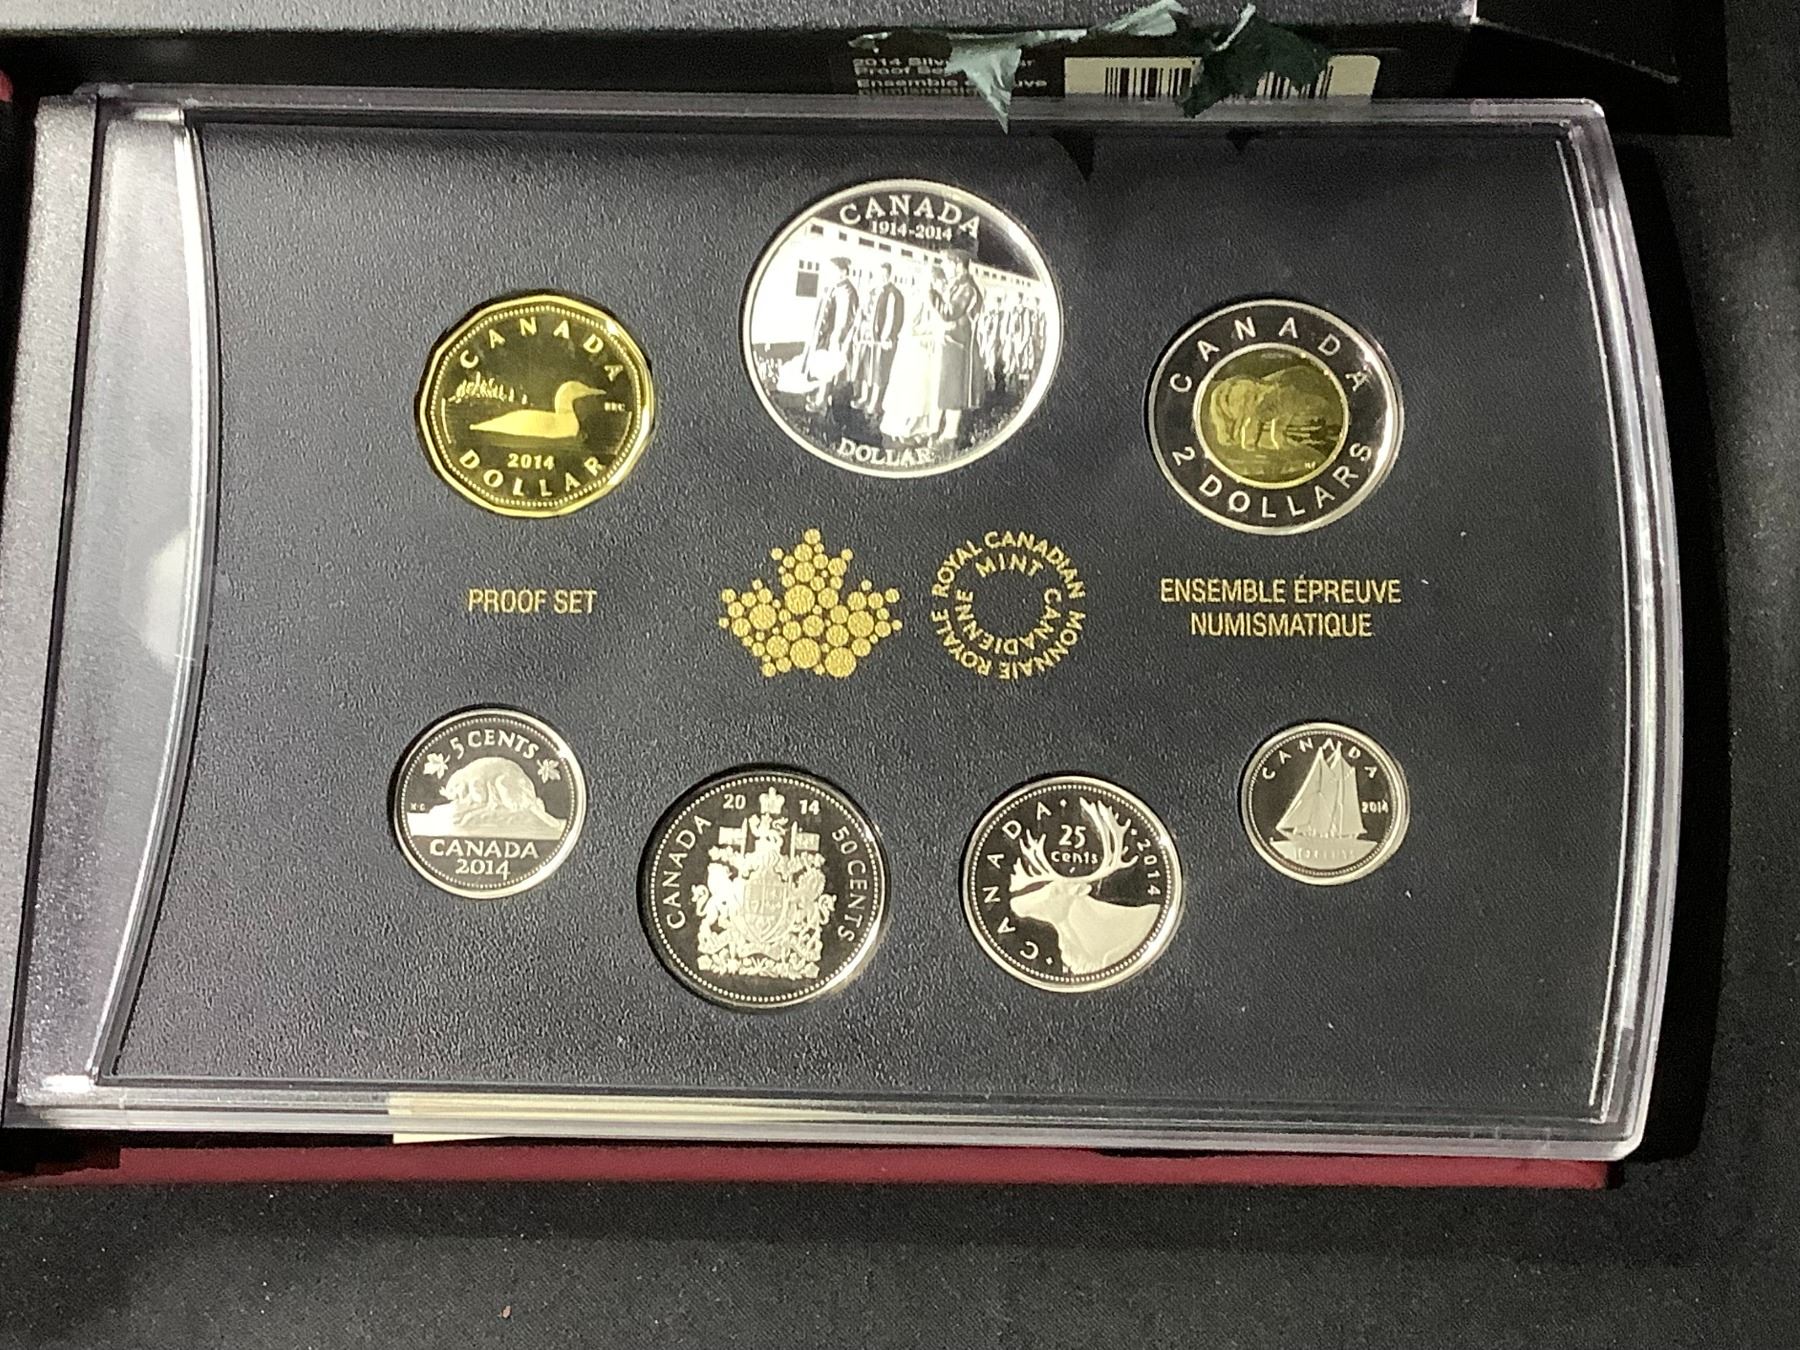 2014 Silver
Proof
Ensemble
CANADA
1914-2014
DOLLAR
CANADA
2014
DOLLAR
CANADA
2 DOLLARS
PROOF SET
ROYAL CANADIAN MINT
MONNAIE ROYALE CANADIENNE
ENSEMBLE ÉPREUVE
NUMISMATIQUE
5 CENTS
CANADA
2014
20 14
CANADA
50 CENTS
CANADA
25
cents
2014
CANADA
2014